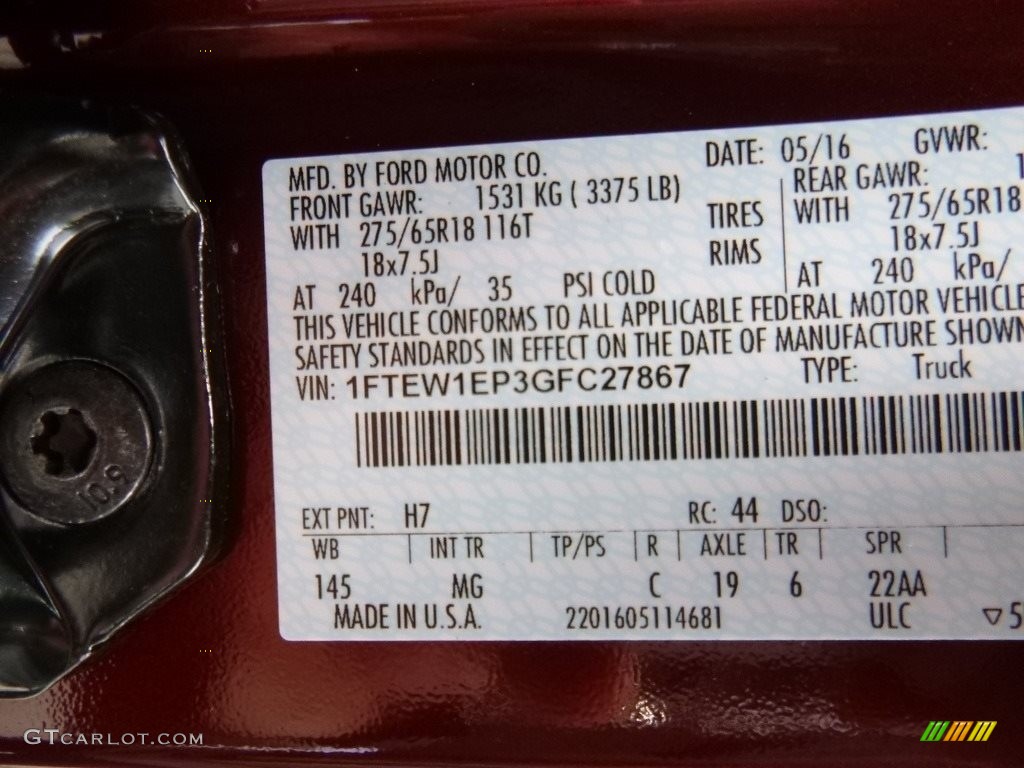 MFD. BY FORD MOTOR CO. DATE: 05/16 GVWR:
FRONT GAWR: 1531 KG ( 3375 LB) REAR GAWR: 1
WITH 275/65R18 116T TIRES WITH 275/65R18
18x7.5J RIMS 18x7.5J
AT 240 kPa/ 35 PSI COLD AT 240 kPa/
THIS VEHICLE CONFORMS TO ALL APPLICABLE FEDERAL MOTOR VEHICLE
SAFETY STANDARDS IN EFFECT ON THE DATE OF MANUFACTURE SHOWN
VIN: 1FTEW1EP3GFC27867 TYPE: Truck
EXT PNT: H7 RC: 44 DSO:
WB INT TR TP/PS R AXLE TR SPR
145 MG C 19 6 22AA
MADE IN U.S.A. 2201605114681 ULC ▽5
10.9
GTCARLOT.COM